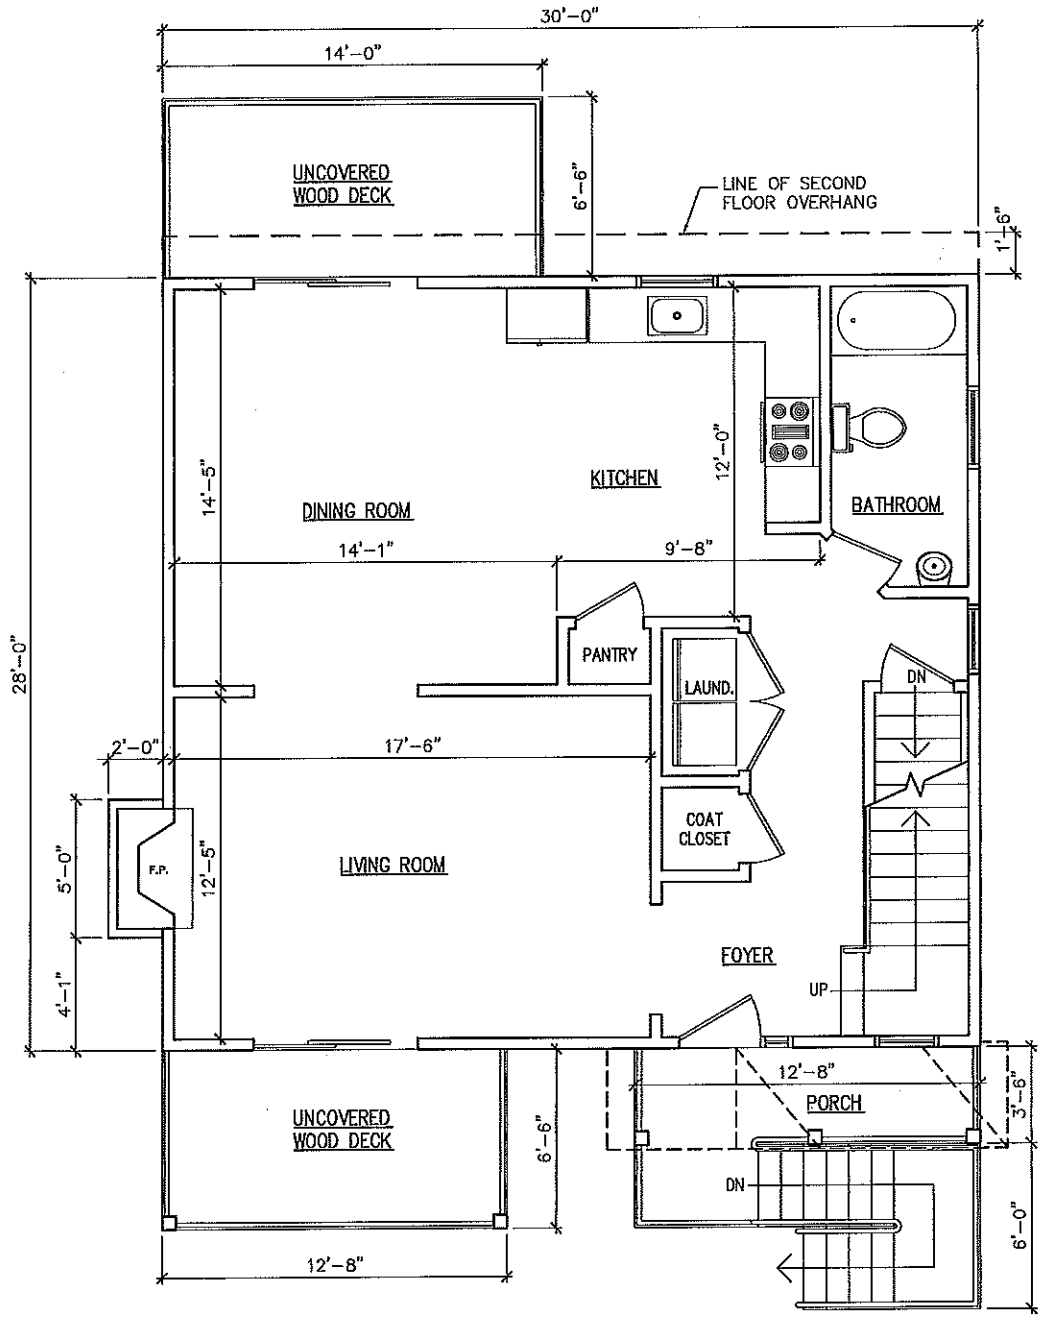 30'-0"
14'-0"
UNCOVERED
WOOD DECK
6'-6"
LINE OF SECOND
FLOOR OVERHANG
1'-6"
28'-0"
14'-5"
12'-0"
KITCHEN
DINING ROOM
BATHROOM
14'-1"
9'-8"
PANTRY
LAUND.
DN
2'-0"
17'-6"
COAT
CLOSET
5'-0"
F.P.
12'-5"
LIVING ROOM
FOYER
UP
4'-1"
12'-8"
PORCH
3'-6"
UNCOVERED
WOOD DECK
6'-6"
DN
6'-0"
12'-8"